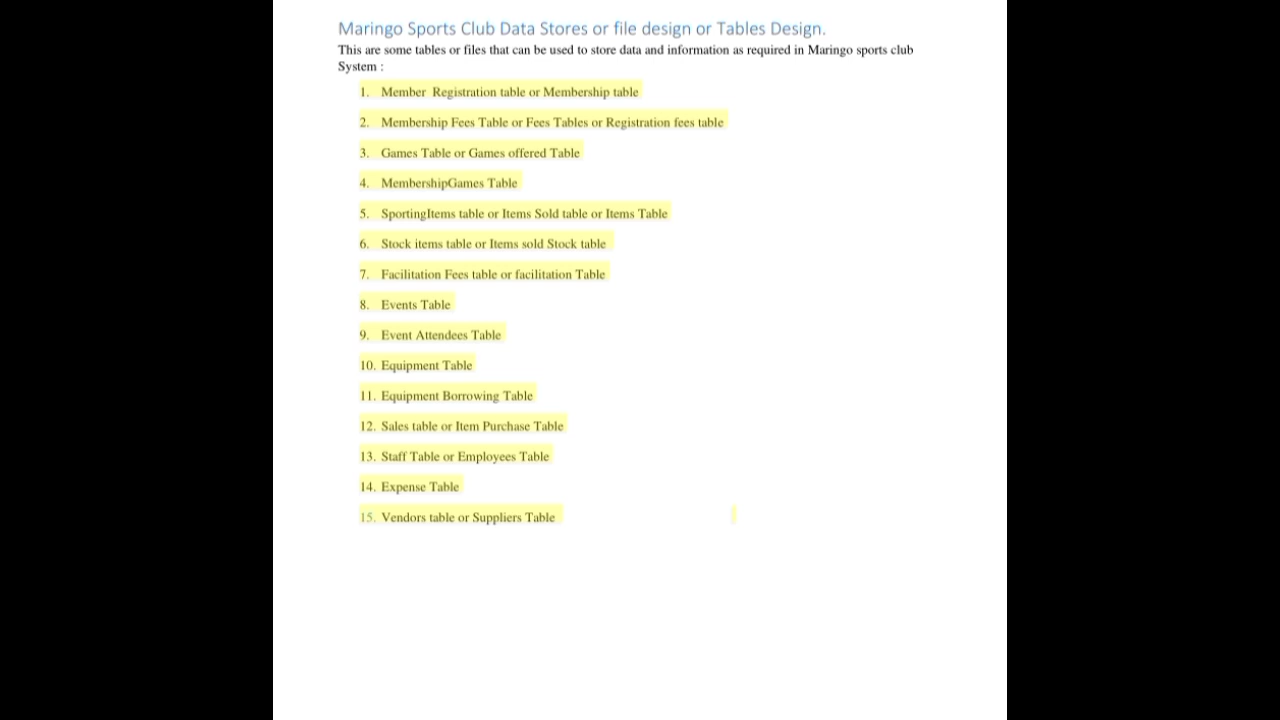 Maringo Sports Club Data Stores or file design or Tables Design.
This are some tables or files that can be used to store data and information as required in Maringo sports club
System :
1. Member Registration table or Membership table
2. Membership Fees Table or Fees Tables or Registration fees table
3. Games Table or Games offered Table
4. MembershipGames Table
5. SportingItems table or Items Sold table or Items Table
6. Stock items table or Items sold Stock table
7. Facilitation Fees table or facilitation Table
8. Events Table
9. Event Attendees Table
10. Equipment Table
11. Equipment Borrowing Table
12. Sales table or Item Purchase Table
13. Staff Table or Employees Table
14. Expense Table
15. Vendors table or Suppliers Table